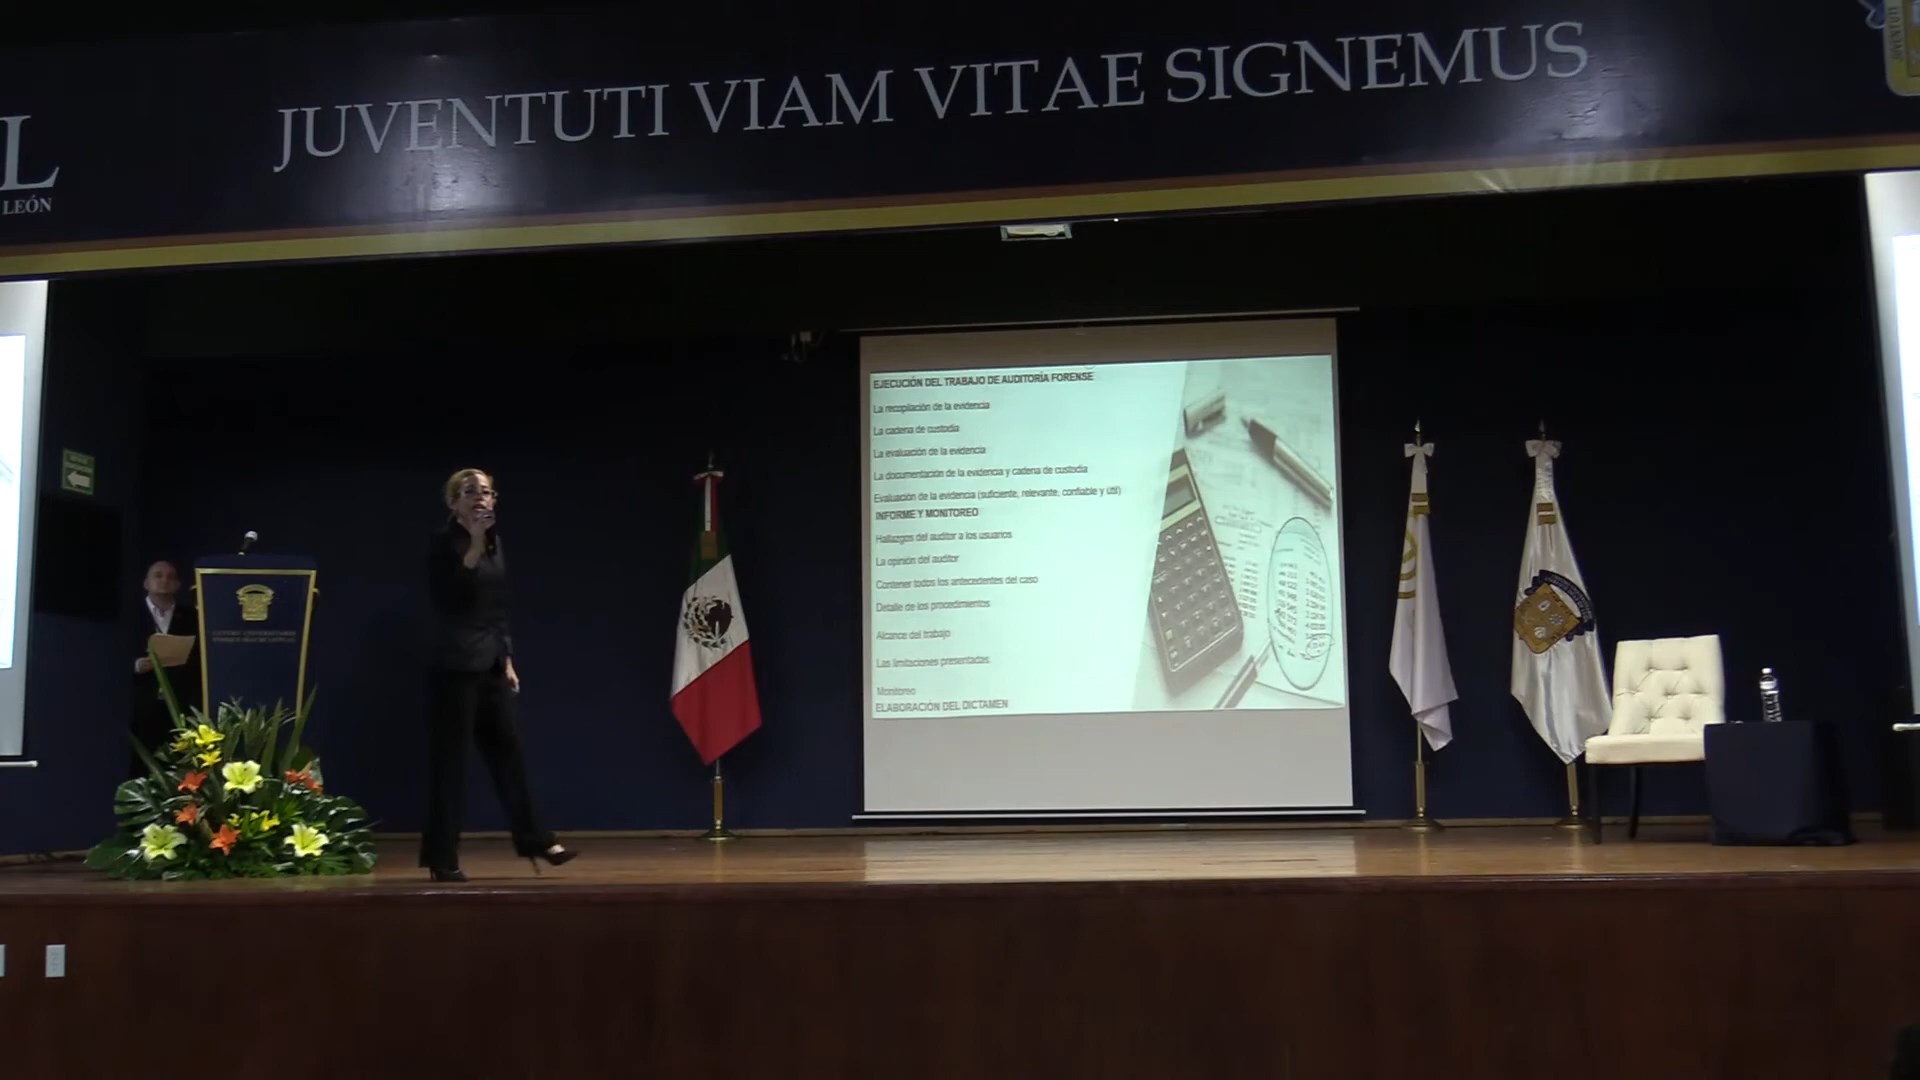 JUVENTUTI VIAM VITAE SIGNEMUS
L
LEÓN
EJECUCIÓN DEL TRABAJO DE AUDITORÍA FORENSE
La recopilación de la evidencia
La cadena de custodia
La evaluación de la evidencia
La documentación de la evidencia y cadena de custodia
Evaluación de la evidencia (suficiente, relevante, confiable y útil)
INFORME Y MONITOREO
Hallazgos del auditor a los usuarios
La opinión del auditor
Contener todos los antecedentes del caso
Detalle de los procedimientos
Alcance del trabajo
Las limitaciones presentadas.
Monitoreo
ELABORACIÓN DEL DICTAMEN
CENTRO UNIVERSITARIO